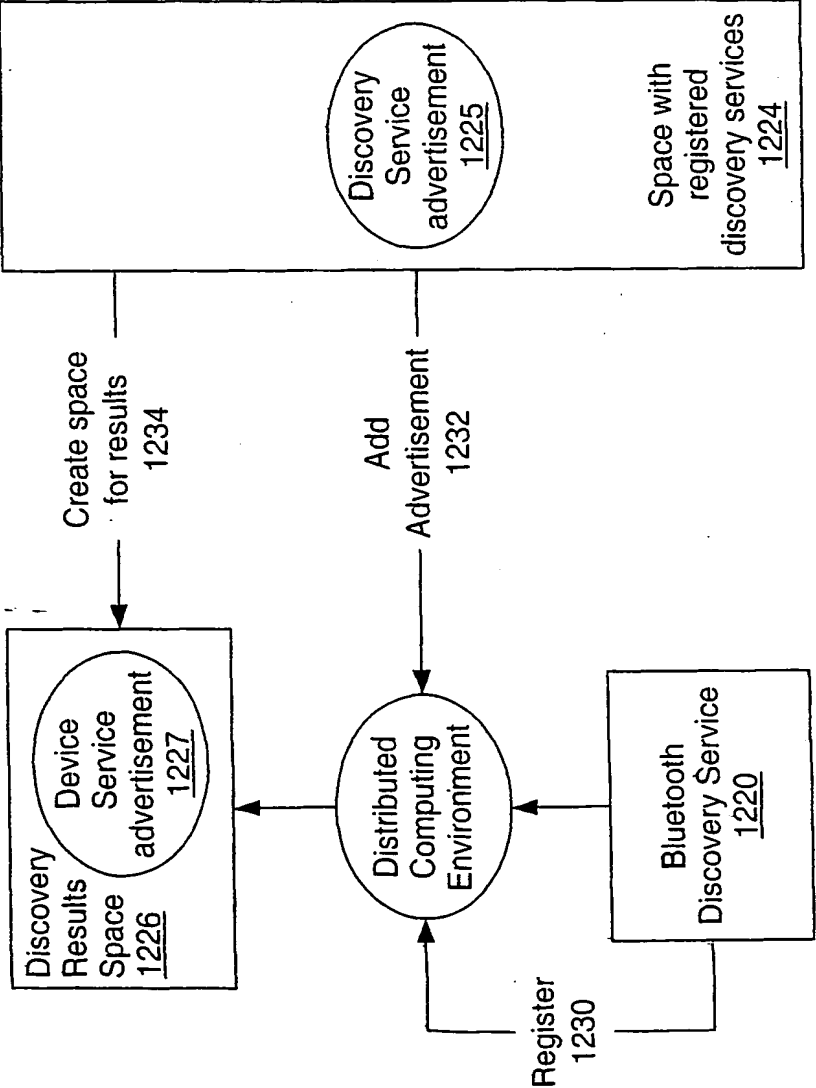 Discovery
Results
Space
1226
Device
Service
advertisement
1227
Create space
for results
1234
Discovery
Service
advertisement
1225
Space with
registered
discovery services
1224
Add
Advertisement
1232
Distributed
Computing
Environment
Register
1230
Bluetooth
Discovery Service
1220